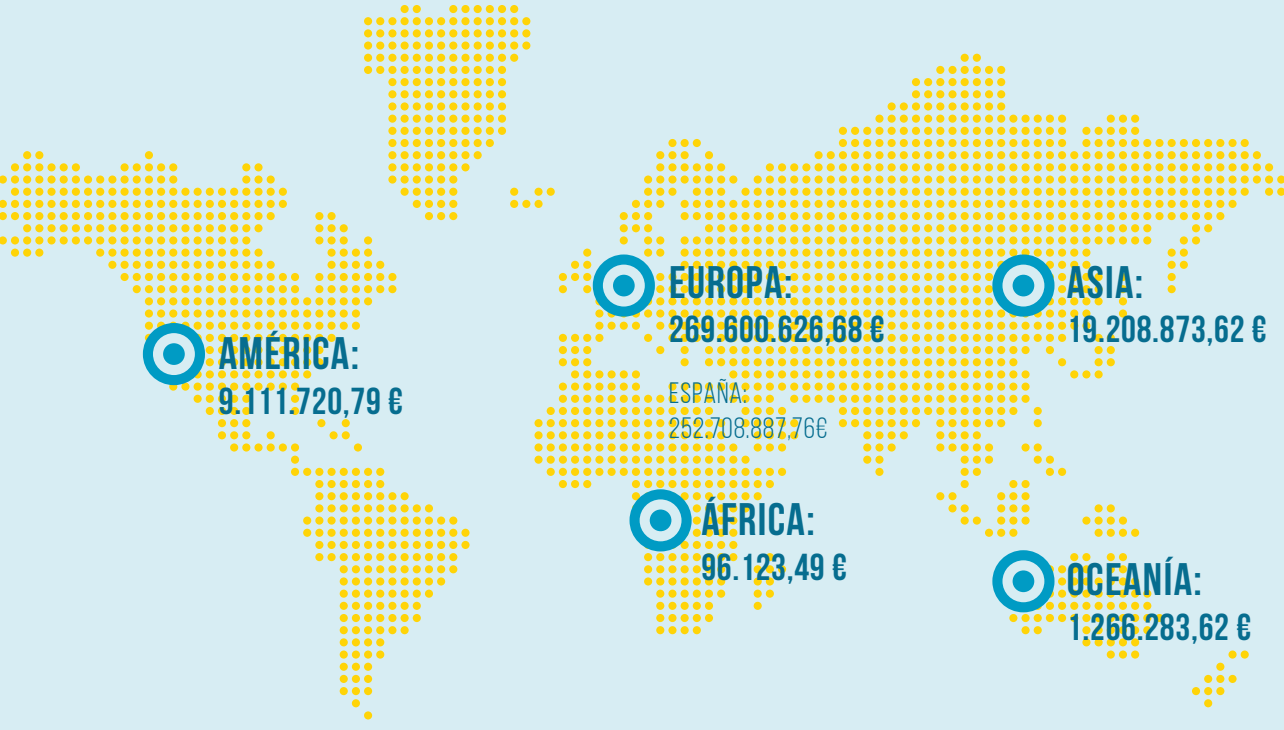 EUROPA:
269.600.626,68 €
ESPAÑA:
252.708.887,76€
ASIA:
19.208.873,62 €
AMÉRICA:
9.111.720,79 €
ÁFRICA:
96.123,49 €
OCEANÍA:
1.266.283,62 €